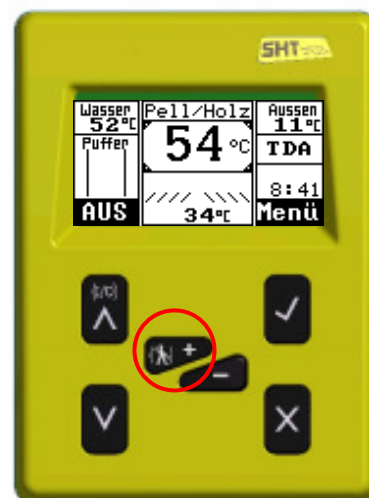 SHT
Wasser Pell/Holz Aussen
52°C 54 °C 11°C
Puffer TDA
8:41
AUS 34°C Menü
+
−